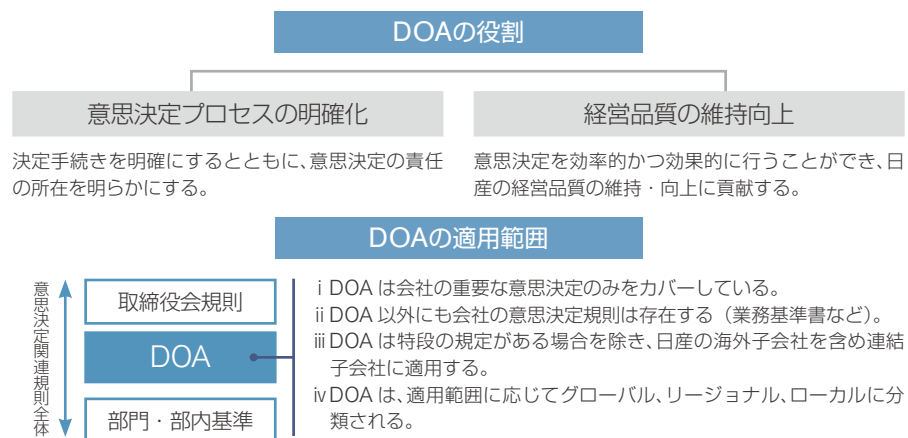 DOAの役割
意思決定プロセスの明確化
決定手続きを明確にするとともに、意思決定の責任
の所在を明らかにする。
経営品質の維持向上
意思決定を効率的かつ効果的に行うことができ、日
産の経営品質の維持・向上に貢献する。
DOAの適用範囲
意思決定関連規則全体
取締役会規則
DOA
部門・部内基準
ⅰ DOA は会社の重要な意思決定のみをカバーしている。
ⅱ DOA 以外にも会社の意思決定規則は存在する（業務基準書など）。
ⅲ DOA は特段の規定がある場合を除き、日産の海外子会社を含め連結
子会社に適用する。
ⅳ DOA は、適用範囲に応じてグローバル、リージョナル、ローカルに分
類される。